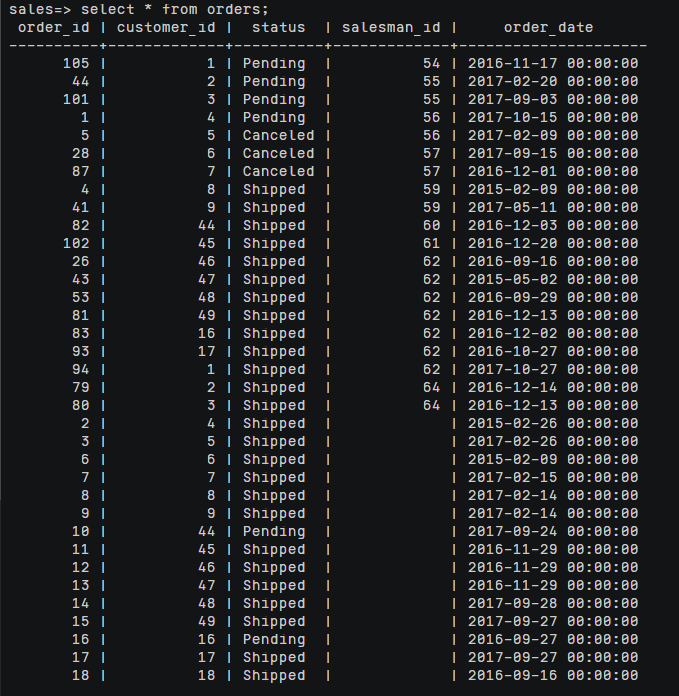 sales=> select * from orders;
 order_id | customer_id |  status  | salesman_id |     order_date
----------+-------------+----------+-------------+---------------------
      105 |           1 | Pending  |          54 | 2016-11-17 00:00:00
       44 |           2 | Pending  |          55 | 2017-02-20 00:00:00
      101 |           3 | Pending  |          55 | 2017-09-03 00:00:00
        1 |           4 | Pending  |          56 | 2017-10-15 00:00:00
        5 |           5 | Canceled |          56 | 2017-02-09 00:00:00
       28 |           6 | Canceled |          57 | 2017-09-15 00:00:00
       87 |           7 | Canceled |          57 | 2016-12-01 00:00:00
        4 |           8 | Shipped  |          59 | 2015-02-09 00:00:00
       41 |           9 | Shipped  |          59 | 2017-05-11 00:00:00
       82 |          44 | Shipped  |          60 | 2016-12-03 00:00:00
      102 |          45 | Shipped  |          61 | 2016-12-20 00:00:00
       26 |          46 | Shipped  |          62 | 2016-09-16 00:00:00
       43 |          47 | Shipped  |          62 | 2015-05-02 00:00:00
       53 |          48 | Shipped  |          62 | 2016-09-29 00:00:00
       81 |          49 | Shipped  |          62 | 2016-12-13 00:00:00
       83 |          16 | Shipped  |          62 | 2016-12-02 00:00:00
       93 |          17 | Shipped  |          62 | 2016-10-27 00:00:00
       94 |           1 | Shipped  |          62 | 2017-10-27 00:00:00
       79 |           2 | Shipped  |          64 | 2016-12-14 00:00:00
       80 |           3 | Shipped  |          64 | 2016-12-13 00:00:00
        2 |           4 | Shipped  |             | 2015-02-26 00:00:00
        3 |           5 | Shipped  |             | 2017-02-26 00:00:00
        6 |           6 | Shipped  |             | 2015-02-09 00:00:00
        7 |           7 | Shipped  |             | 2017-02-15 00:00:00
        8 |           8 | Shipped  |             | 2017-02-14 00:00:00
        9 |           9 | Shipped  |             | 2017-02-14 00:00:00
       10 |          44 | Pending  |             | 2017-09-24 00:00:00
       11 |          45 | Shipped  |             | 2016-11-29 00:00:00
       12 |          46 | Shipped  |             | 2016-11-29 00:00:00
       13 |          47 | Shipped  |             | 2016-11-29 00:00:00
       14 |          48 | Shipped  |             | 2017-09-28 00:00:00
       15 |          49 | Shipped  |             | 2017-09-27 00:00:00
       16 |          16 | Pending  |             | 2016-09-27 00:00:00
       17 |          17 | Shipped  |             | 2017-09-27 00:00:00
       18 |          18 | Shipped  |             | 2016-09-16 00:00:00